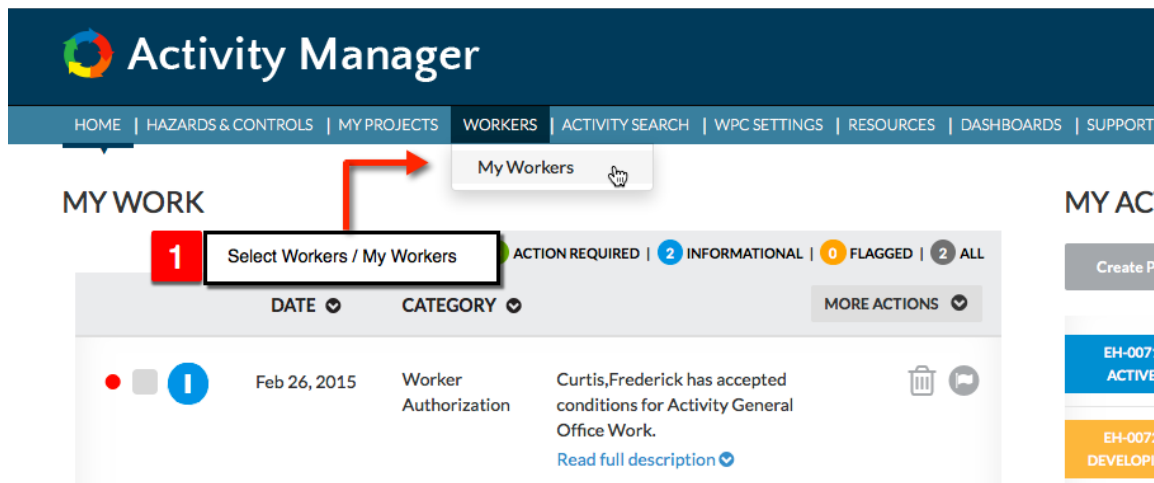 Activity Manager
HOME | HAZARDS & CONTROLS | MY PROJECTS WORKERS | ACTIVITY SEARCH | WPC SETTINGS | RESOURCES | DASHBOARDS | SUPPORT
My Workers
MY WORK
MY AC
1 Select Workers / My Workers
ACTION REQUIRED | 2 INFORMATIONAL | 0 FLAGGED | 2 ALL
Create P
DATE CATEGORY MORE ACTIONS
EH-007
ACTIVE
I Feb 26, 2015 Worker Curtis,Frederick has accepted
Authorization conditions for Activity General
Office Work.
Read full description
EH-007
DEVELOP